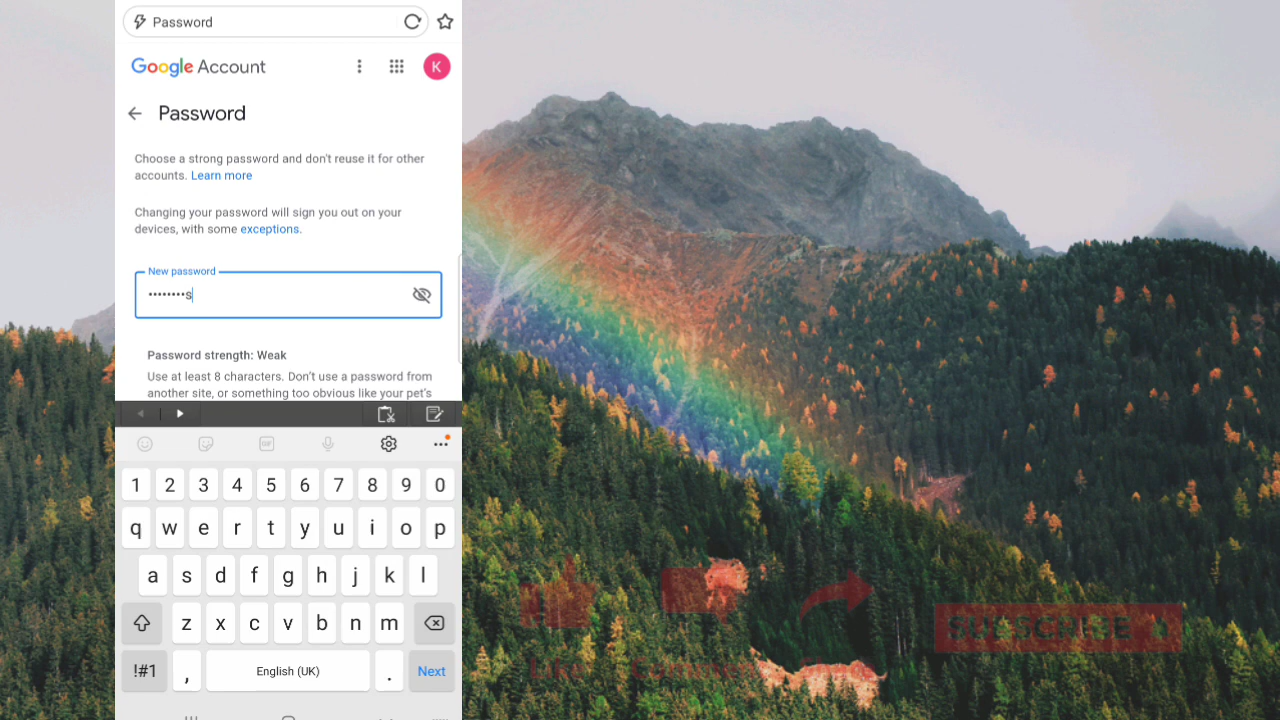 Password
Google Account
K
Password
Choose a strong password and don't reuse it for other
accounts. Learn more
Changing your password will sign you out on your
devices, with some exceptions.
New password
••••••••s
Password strength: Weak
Use at least 8 characters. Don't use a password from
another site, or something too obvious like your pet's
GIF
1 2 3 4 5 6 7 8 9 0
q w e r t y u i o p
a s d f g h j k l
z x c v b n m
!#1 , English (UK) . Next
SUBSCRIBE
Like